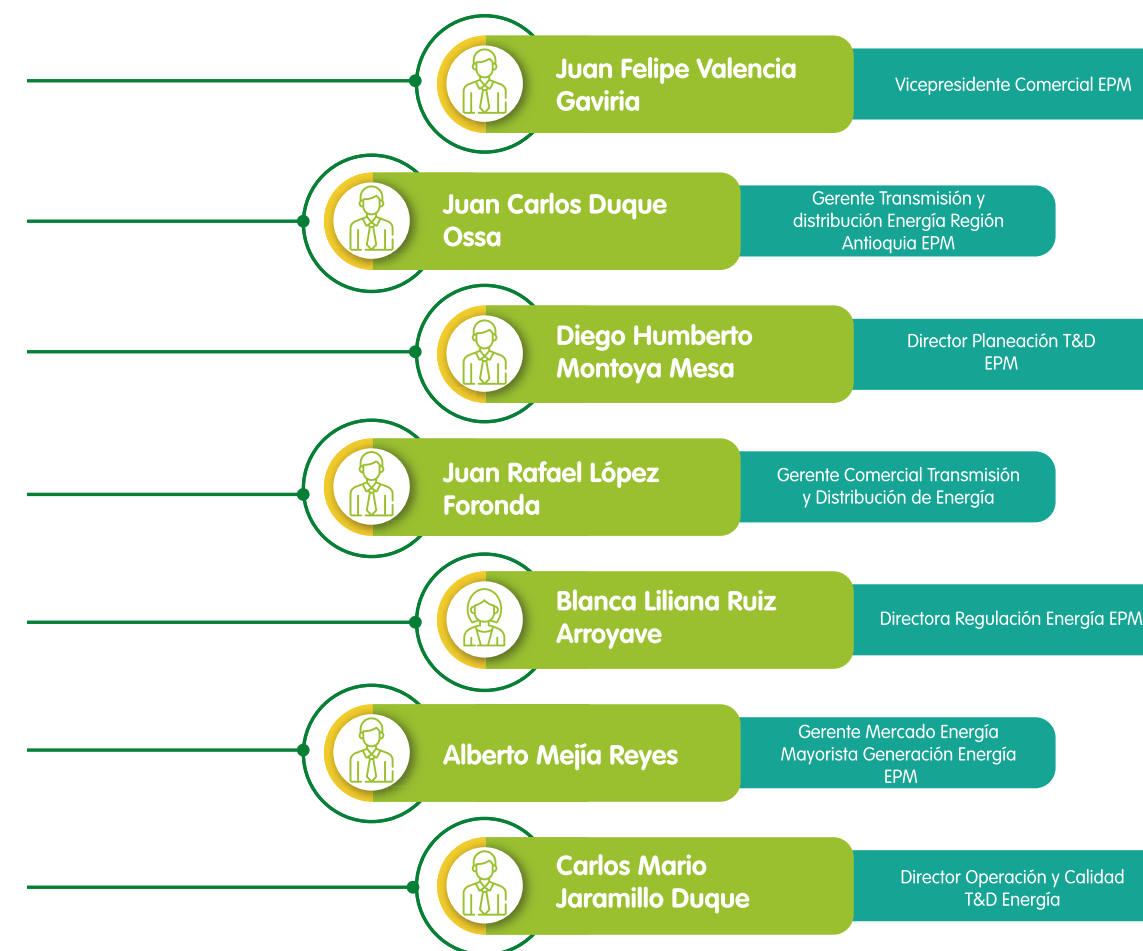 Juan Felipe Valencia
Gaviria
Vicepresidente Comercial EPM
Juan Carlos Duque
Ossa
Gerente Transmisión y
distribución Energía Región
Antioquia EPM
Diego Humberto
Montoya Mesa
Director Planeación T&D
EPM
Juan Rafael López
Foronda
Gerente Comercial Transmisión
y Distribución de Energía
Blanca Liliana Ruiz
Arroyave
Directora Regulación Energía EPM
Alberto Mejía Reyes
Gerente Mercado Energía
Mayorista Generación Energía
EPM
Carlos Mario
Jaramillo Duque
Director Operación y Calidad
T&D Energía